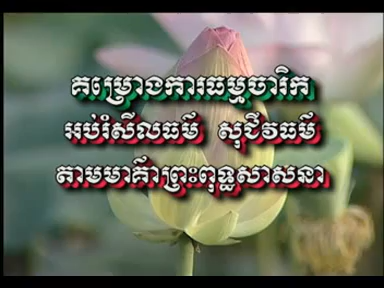 គម្រោងការធម្មចារិក
អប់រំសីលធម៌ សុជីវធម៌
តាមមាគ៌ាព្រះពុទ្ធសាសនា